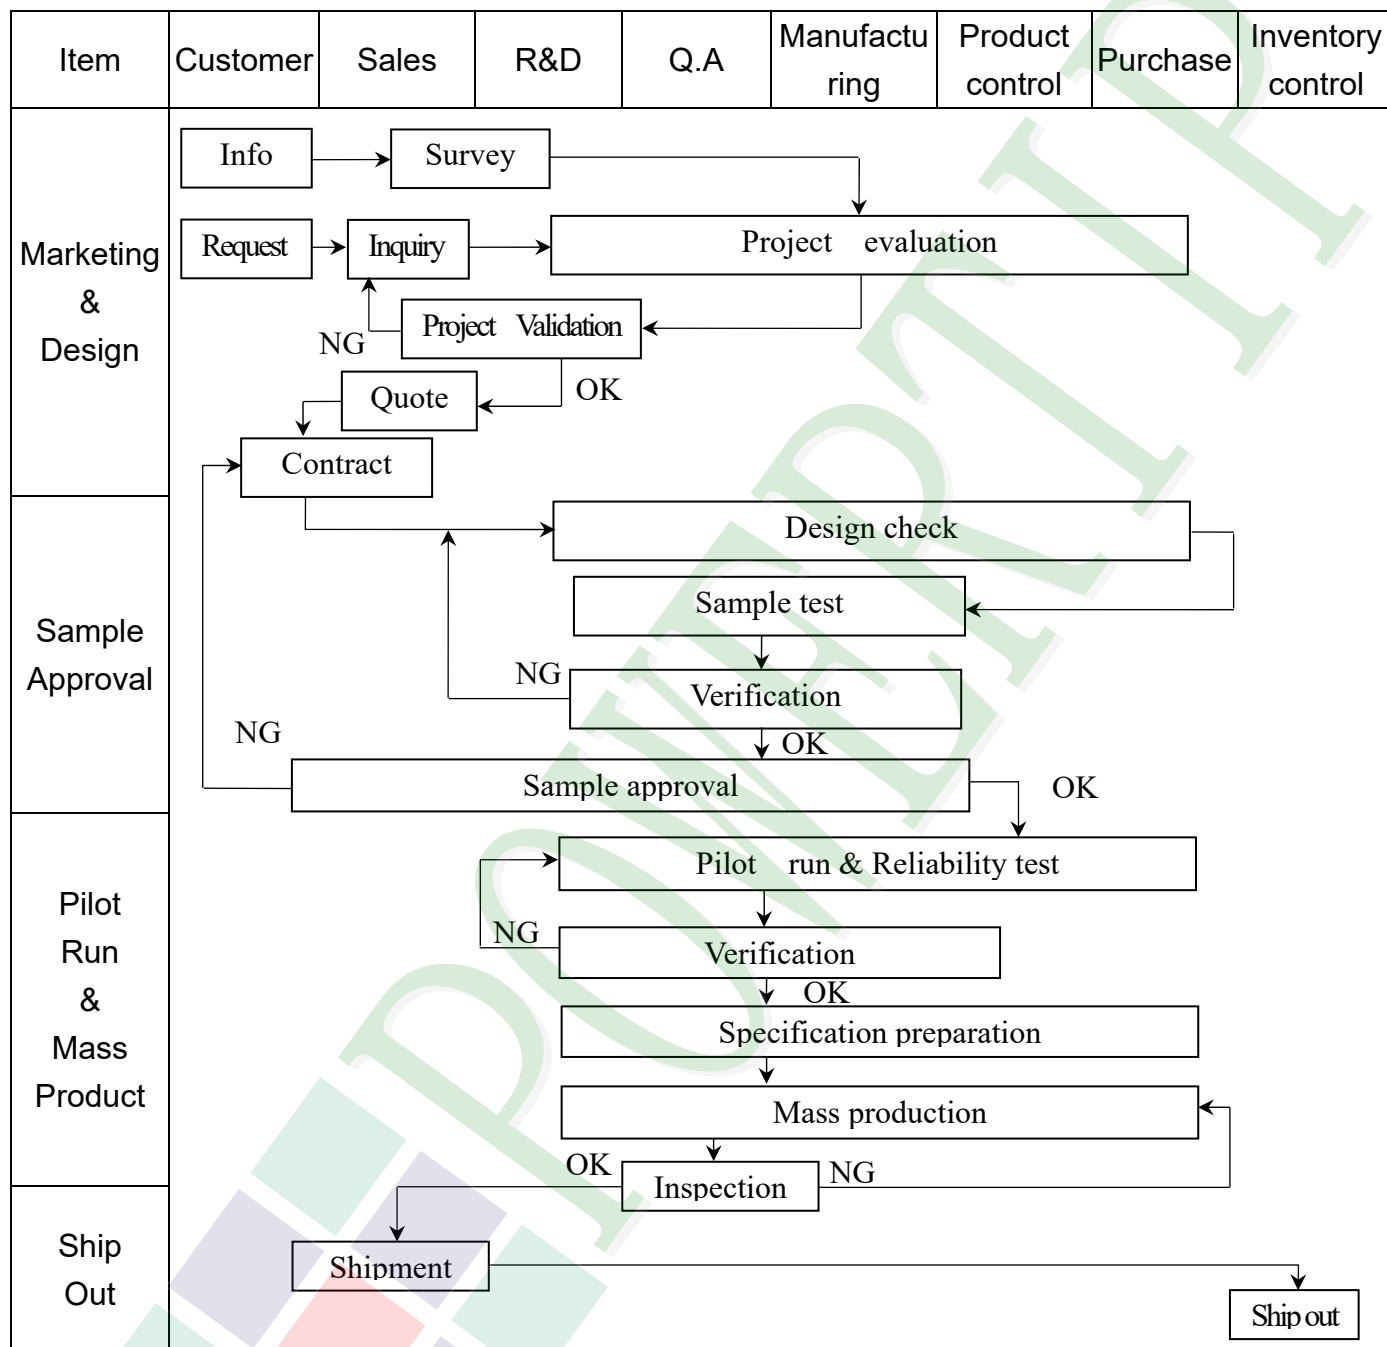 Item Customer Sales R&D Q.A Manufactu
ring Product
control Purchase Inventory
control
Marketing
&
Design
Info Survey
Request Inquiry Project evaluation
NG Project Validation
Quote OK
Contract
Sample
Approval
Design check
Sample test
NG Verification
NG OK
Sample approval OK
Pilot
Run
&
Mass
Product
Pilot run & Reliability test
NG Verification
OK
Specification preparation
Mass production
OK Inspection NG
Ship
Out
Shipment
Ship out
POWERTIP